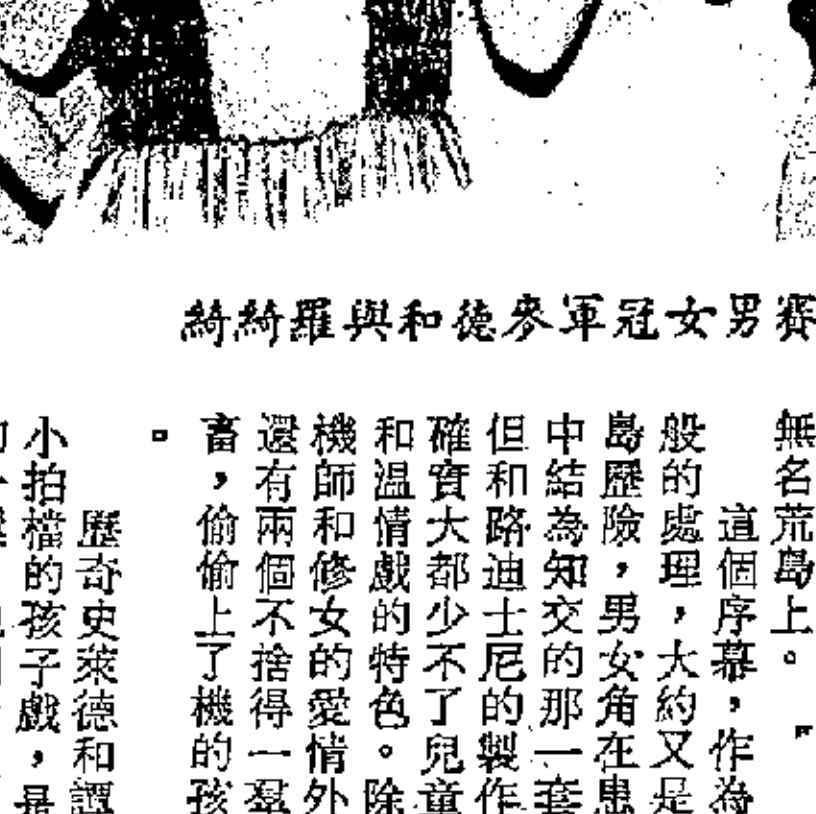 賽男女冠軍麥德和與羅綺綺
無名荒島上。
這個序幕，作為
般的處理，大約又是
島歷險，男女角在患
中結為知交的那一套
但和路迪士尼的製作
確實大都少不了兒童
和溫情戲的特色。除
機師和修女的愛情外
還有兩個不捨得一羣
畜，偷偷上了機的孩
。
歷奇史萊德和譚
小拍檔的孩子戲，是